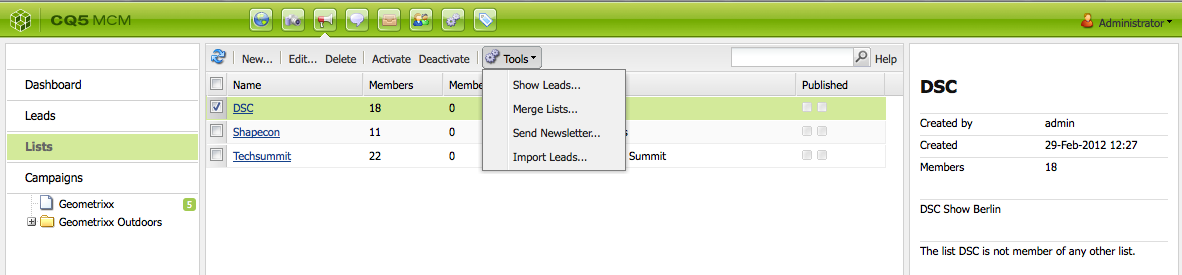 CQ5 MCM
Administrator
Dashboard
Leads
Lists
Campaigns
Geometrixx
5
Geometrixx Outdoors
New... Edit... Delete Activate Deactivate Tools Help
Name Members Membe Published
DSC 18 0
Shapecon 11 0 s
Techsummit 22 0 Summit
Show Leads...
Merge Lists...
Send Newsletter...
Import Leads...
DSC
Created by admin
Created 29-Feb-2012 12:27
Members 18
DSC Show Berlin
The list DSC is not member of any other list.